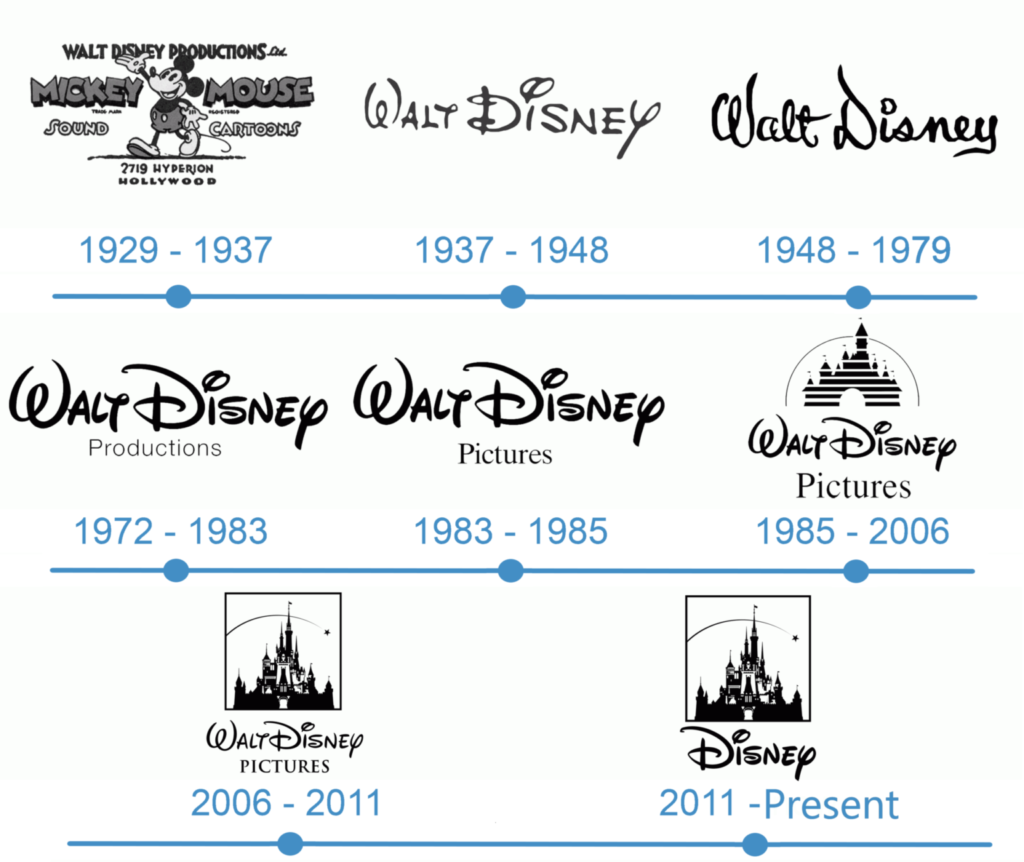 WALT DISNEY PRODUCTIONS Ltd.
MICKEY MOUSE
TRADE MARK REGISTERED
SOUND CARTOONS
2719 HYPERION
HOLLYWOOD
WALT DISNEY
Walt Disney
1929 - 1937
1937 - 1948
1948 - 1979
WALT DISNEY
Productions
WALT DISNEY
Pictures
WALT DISNEY
Pictures
1972 - 1983
1983 - 1985
1985 - 2006
WALT DISNEY
PICTURES
DISNEY
2006 - 2011
2011 -Present